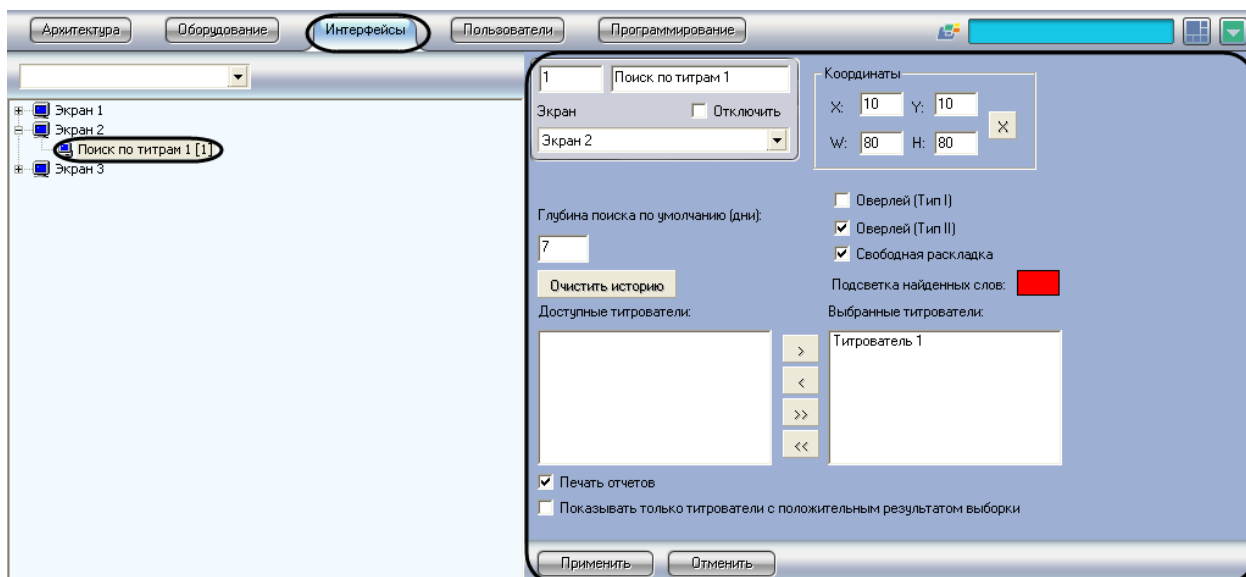 Архитектура Оборудование Интерфейсы Пользователи Программирование
Экран 1
Экран 2
Поиск по титрам 1 [1]
Экран 3
1 Поиск по титрам 1
Экран Отключить
Экран 2
Координаты
X: 10 Y: 10
X
W: 80 H: 80
Оверлей (Тип I)
Глубина поиска по умолчанию (дни):
Оверлей (Тип II)
7
Свободная раскладка
Очистить историю
Подсветка найденных слов:
Доступные титрователи:
Выбранные титрователи:
Титрователь 1
>
<
>>
<<
Печать отчетов
Показывать только титрователи с положительным результатом выборки
Применить Отменить